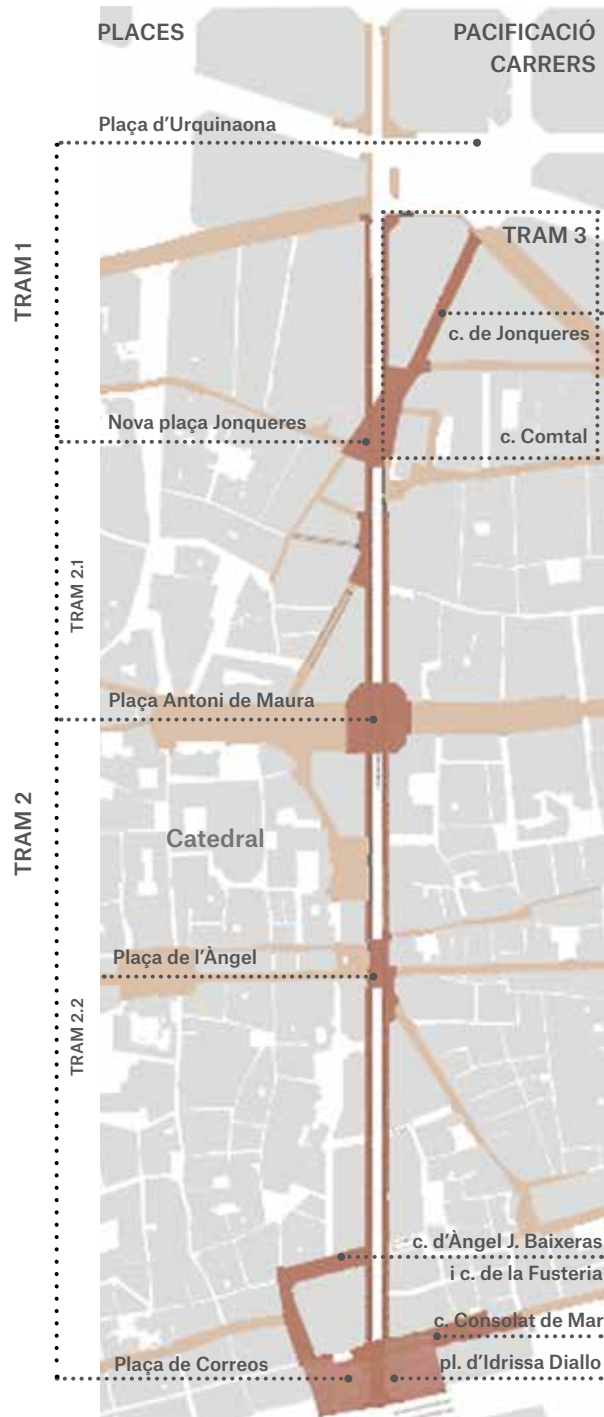 PLACES
PACIFICACIÓ
CARRERS
Plaça d’Urquinaona
TRAM 1
TRAM 3
c. de Jonqueres
Nova plaça Jonqueres
c. Comtal
TRAM 2.1
Plaça Antoni de Maura
TRAM 2
Catedral
Plaça de l’Àngel
TRAM 2.2
c. d’Àngel J. Baixeras
i c. de la Fusteria
c. Consolat de Mar
Plaça de Correos
pl. d’Idrissa Diallo